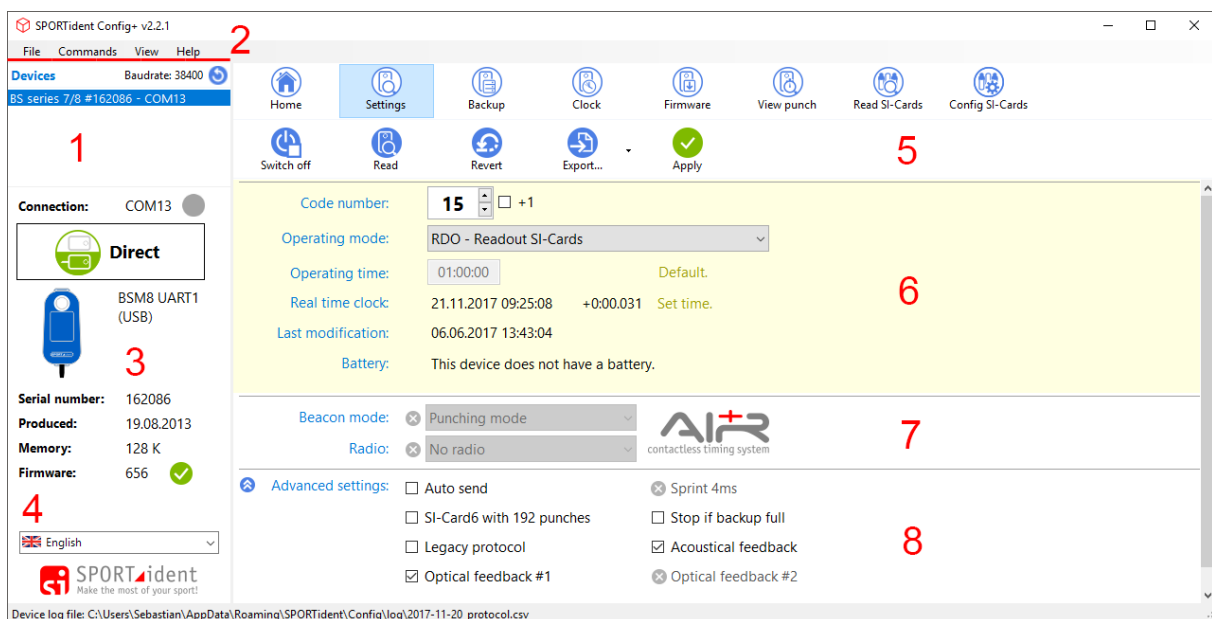 SPORTident Config+ v2.2.1
File Commands View Help 2
Devices Baudrate: 38400
BS series 7/8 #162086 - COM13
1
Home Settings Backup Clock Firmware View punch Read SI-Cards Config SI-Cards
Switch off Read Revert Export... Apply 5
Connection: COM13
Direct
BSM8 UART1
(USB)
3
Serial number: 162086
Produced: 19.08.2013
Memory: 128 K
Firmware: 656
4
English
SPORTident
Make the most of your sport!
Code number: 15 +1
Operating mode: RDO - Readout SI-Cards
Operating time: 01:00:00 Default.
6
Real time clock: 21.11.2017 09:25:08 +0:00.031 Set time.
Last modification: 06.06.2017 13:43:04
Battery: This device does not have a battery.
Beacon mode: Punching mode
AIR+
contactless timing system
7
Radio: No radio
Advanced settings: Auto send Sprint 4ms
SI-Card6 with 192 punches Stop if backup full
Legacy protocol Acoustical feedback 8
Optical feedback #1 Optical feedback #2
Device log file: C:\Users\Sebastian\AppData\Roaming\SPORTident\Config\log\2017-11-20_protocol.csv